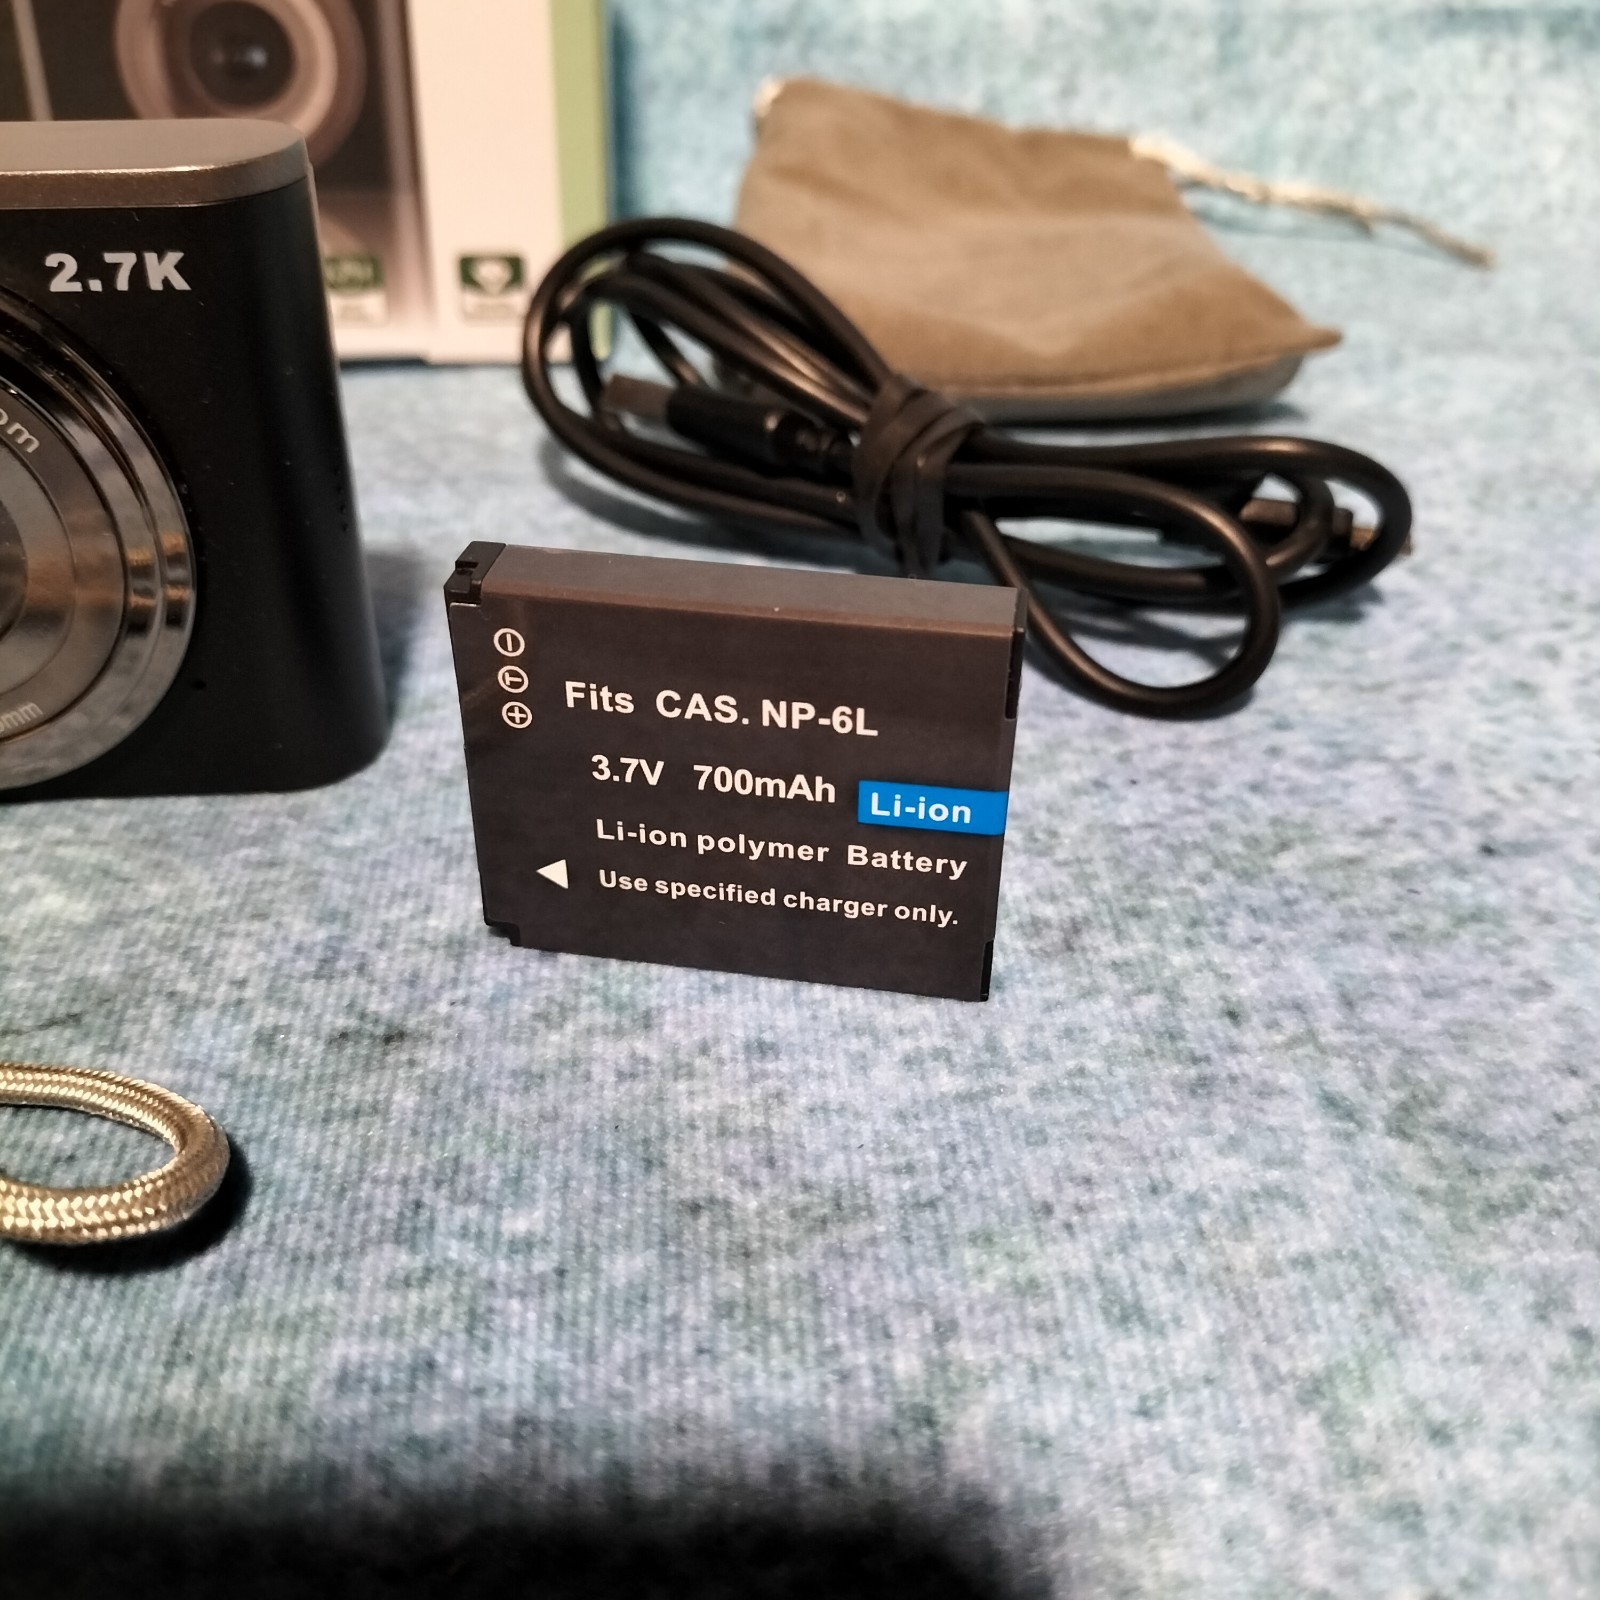 2.7K
Fits CAS. NP-6L
3.7V 700mAh
Li-ion
Li-ion polymer Battery
Use specified charger only.